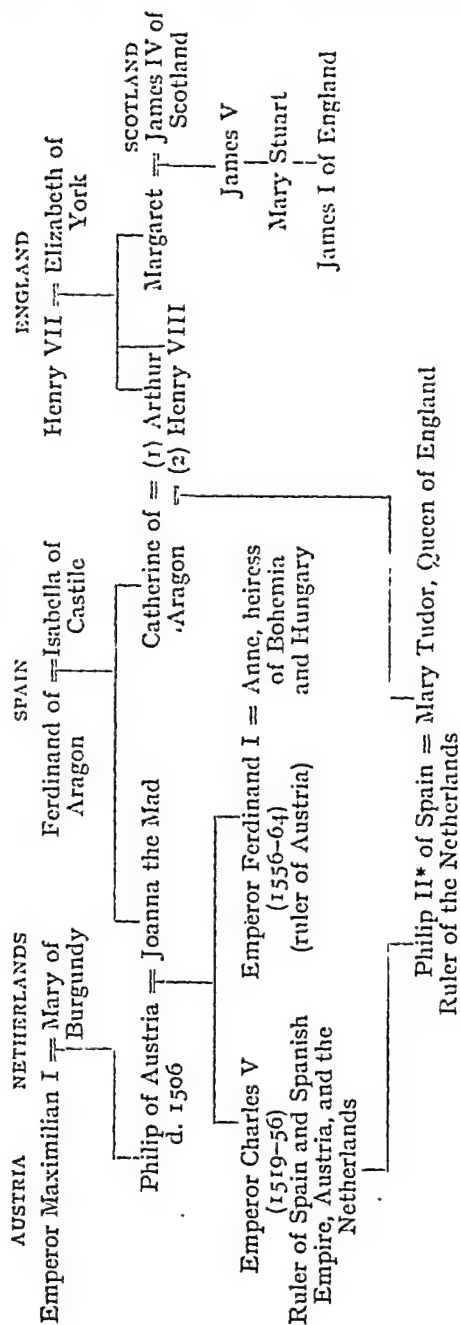 AUSTRIA NETHERLANDS SPAIN ENGLAND
Emperor Maximilian I = Mary of Burgundy
Ferdinand of Aragon = Isabella of Castile
Henry VII = Elizabeth of York
SCOTLAND
Philip of Austria = Joanna the Mad
d. 1506
Catherine of Aragon = (1) Arthur
= (2) Henry VIII
Margaret = James IV of Scotland
James V
Mary Stuart
James I of England
Emperor Charles V
(1519-56)
Ruler of Spain and Spanish
Empire, Austria, and the
Netherlands
Emperor Ferdinand I = Anne, heiress
(1556-64) of Bohemia
(ruler of Austria) and Hungary
Philip II* of Spain = Mary Tudor, Queen of England
Ruler of the Netherlands